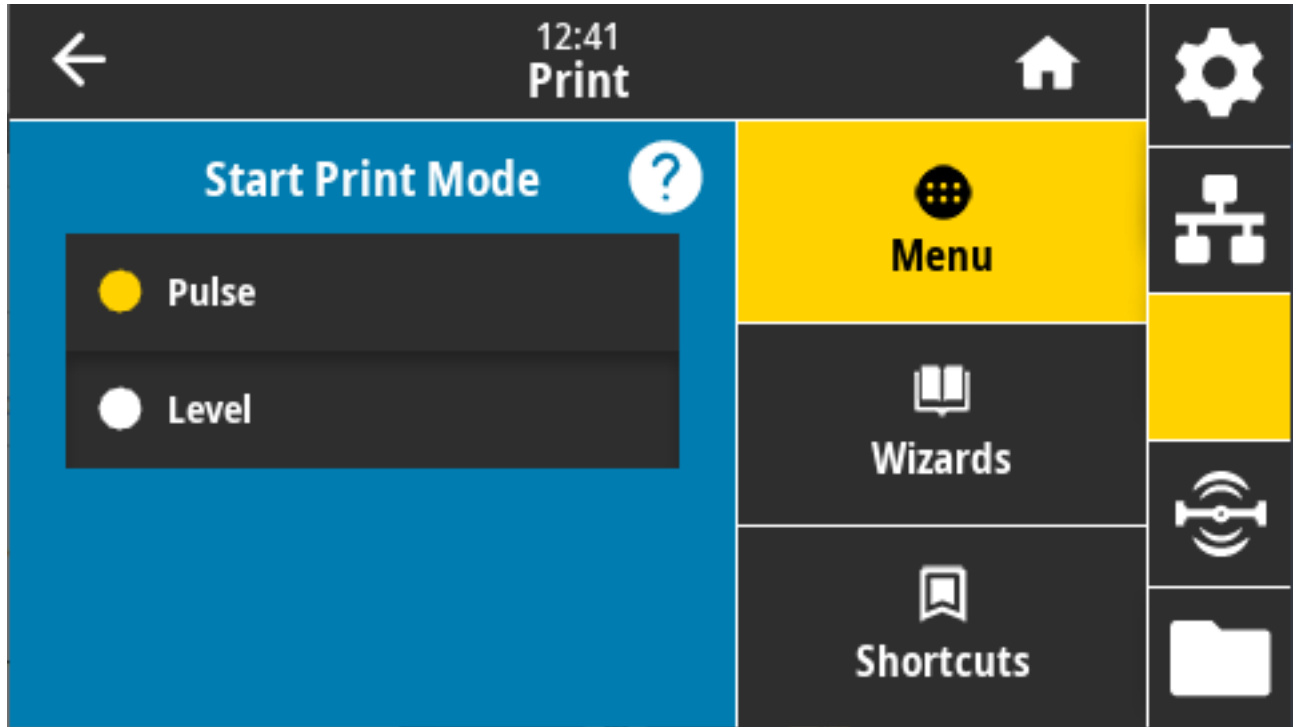 12:41
Print
Start Print Mode
?
Pulse
Level
Menu
Wizards
Shortcuts